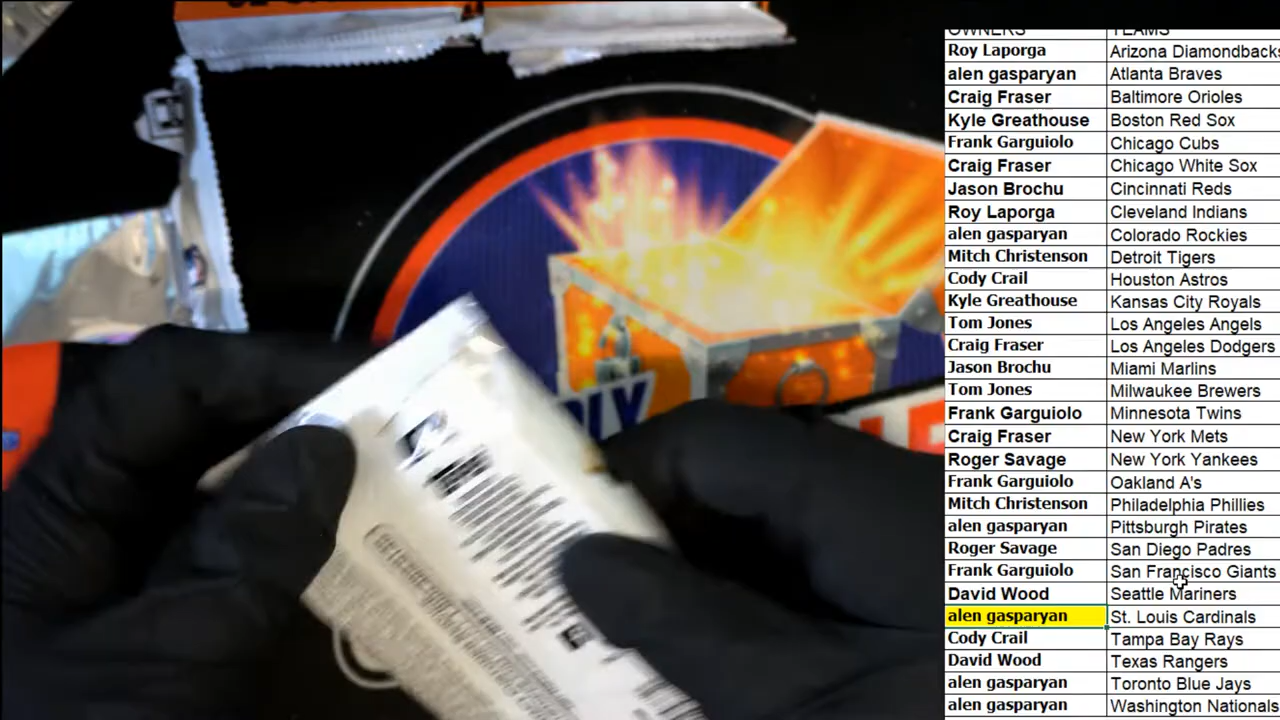 OWNERS TEAMS
Roy Laporga Arizona Diamondbacks
alen gasparyan Atlanta Braves
Craig Fraser Baltimore Orioles
Kyle Greathouse Boston Red Sox
Frank Garguiolo Chicago Cubs
Craig Fraser Chicago White Sox
Jason Brochu Cincinnati Reds
Roy Laporga Cleveland Indians
alen gasparyan Colorado Rockies
Mitch Christenson Detroit Tigers
Cody Crail Houston Astros
Kyle Greathouse Kansas City Royals
Tom Jones Los Angeles Angels
Craig Fraser Los Angeles Dodgers
Jason Brochu Miami Marlins
Tom Jones Milwaukee Brewers
Frank Garguiolo Minnesota Twins
Craig Fraser New York Mets
Roger Savage New York Yankees
Frank Garguiolo Oakland A's
Mitch Christenson Philadelphia Phillies
alen gasparyan Pittsburgh Pirates
Roger Savage San Diego Padres
Frank Garguiolo San Francisco Giants
David Wood Seattle Mariners
alen gasparyan St. Louis Cardinals
Cody Crail Tampa Bay Rays
David Wood Texas Rangers
alen gasparyan Toronto Blue Jays
alen gasparyan Washington Nationals